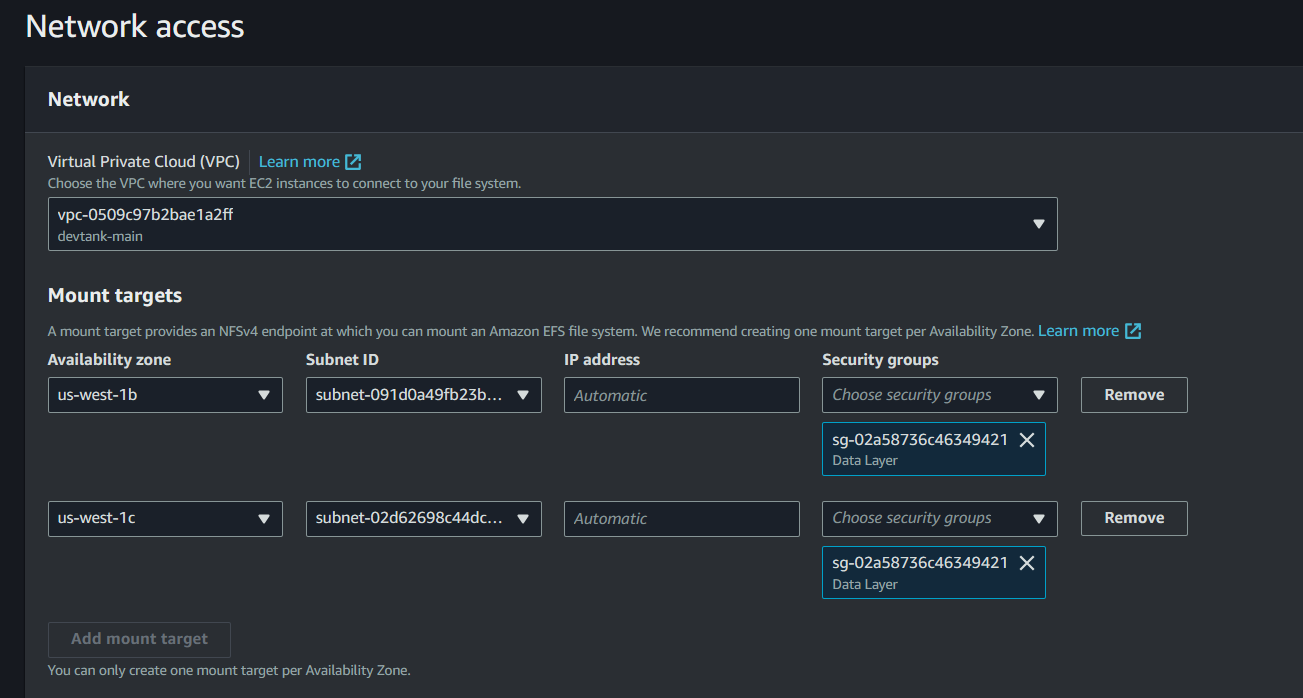 Network access
Network
Virtual Private Cloud (VPC) Learn more
Choose the VPC where you want EC2 instances to connect to your file system.
vpc-0509c97b2bae1a2ff
devtank-main
Mount targets
A mount target provides an NFSv4 endpoint at which you can mount an Amazon EFS file system. We recommend creating one mount target per Availability Zone. Learn more
Availability zone Subnet ID IP address Security groups
us-west-1b subnet-091d0a49fb23b... Automatic Choose security groups Remove
sg-02a58736c46349421
Data Layer
us-west-1c subnet-02d62698c44dc... Automatic Choose security groups Remove
sg-02a58736c46349421
Data Layer
Add mount target
You can only create one mount target per Availability Zone.